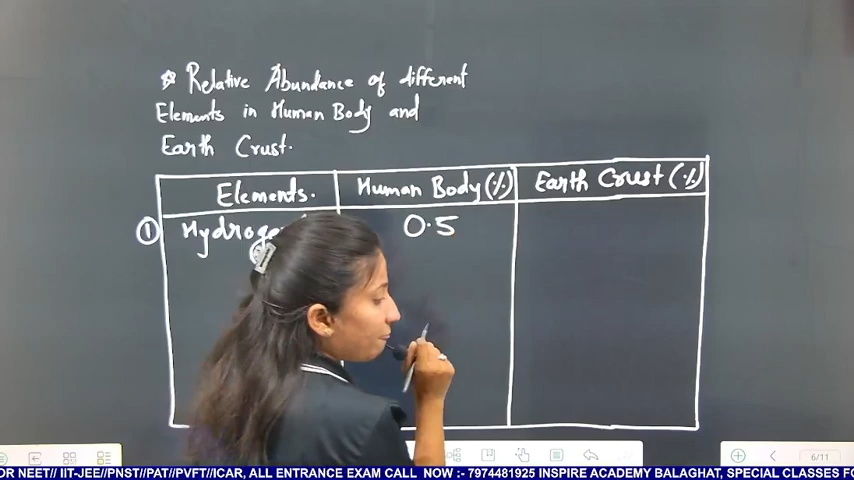 ☆ Relative Abundance of different
Elements in Human Body and
Earth Crust.
Elements. Human Body (%) Earth Crust (%)
① 0.5
6/11
OR NEET// IIT-JEE//PNST//PAT//PVFT//ICAR, ALL ENTRANCE EXAM CALL NOW :- 7974481925 INSPIRE ACADEMY BALAGHAT, SPECIAL CLASSES FO